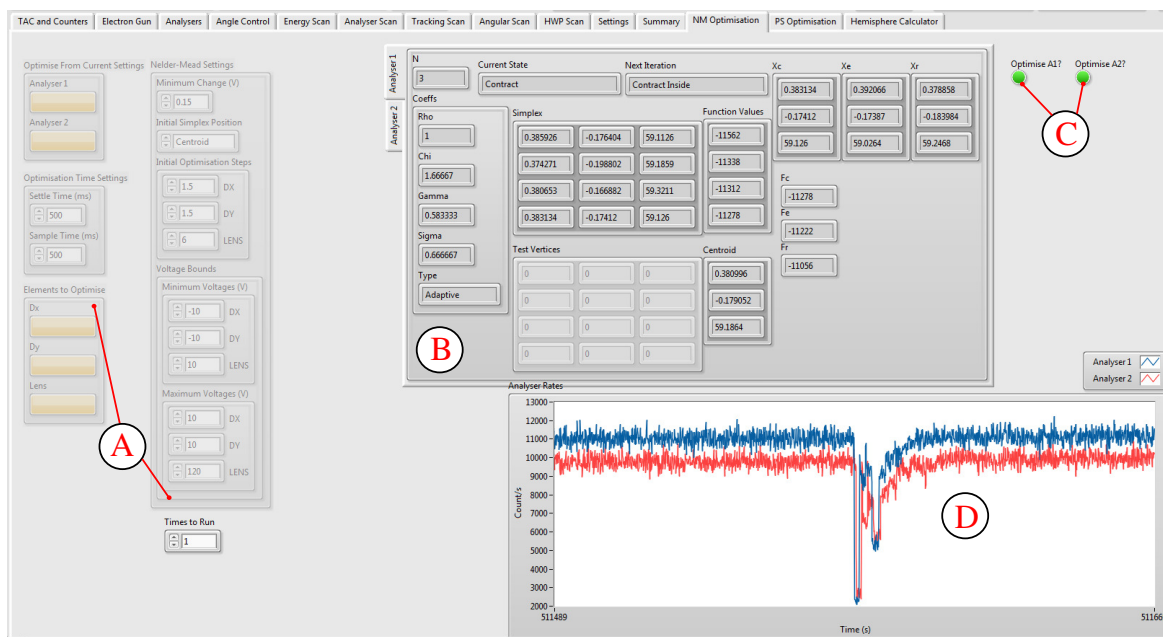 TAC and Counters Electron Gun Analysers Angle Control Energy Scan Analyser Scan Tracking Scan Angular Scan HWP Scan Settings Summary NM Optimisation PS Optimisation Hemisphere Calculator
Optimise From Current Settings
Analyser 1
Analyser 2
Optimisation Time Settings
Settle Time (ms)
500
Sample Time (ms)
500
Elements to Optimise
Dx
Dy
Lens
A
Nelder-Mead Settings
Minimum Change (V)
0.15
Initial Simplex Position
Centroid
Initial Optimisation Steps
1.5 DX
1.5 DY
6 LENS
Voltage Bounds
Minimum Voltages (V)
-10 DX
-10 DY
10 LENS
Maximum Voltages (V)
10 DX
10 DY
120 LENS
Times to Run
1
Analyser 1
Analyser 2
N
3
Current State
Contract
Next Iteration
Contract Inside
Coeffs
Rho
1
Chi
1.66667
Gamma
0.583333
Sigma
0.666667
Type
Adaptive
B
Simplex
0.385926 -0.176404 59.1126
0.374271 -0.198802 59.1859
0.380653 -0.166882 59.3211
0.383134 -0.17412 59.126
Function Values
-11562
-11338
-11312
-11278
Test Vertices
0 0 0
0 0 0
0 0 0
0 0 0
Centroid
0.380996
-0.179052
59.1864
Xc Xe Xr
0.383134 0.392066 0.378858
-0.17412 -0.17387 -0.183984
59.126 59.0264 59.2468
Fc
-11278
Fe
-11222
Fr
-11056
Optimise A1? Optimise A2?
C
Analyser 1
Analyser 2
Analyser Rates
13000
12000
11000
10000
9000
8000
7000
6000
5000
4000
3000
2000
Count/s
D
511489 51166
Time (s)